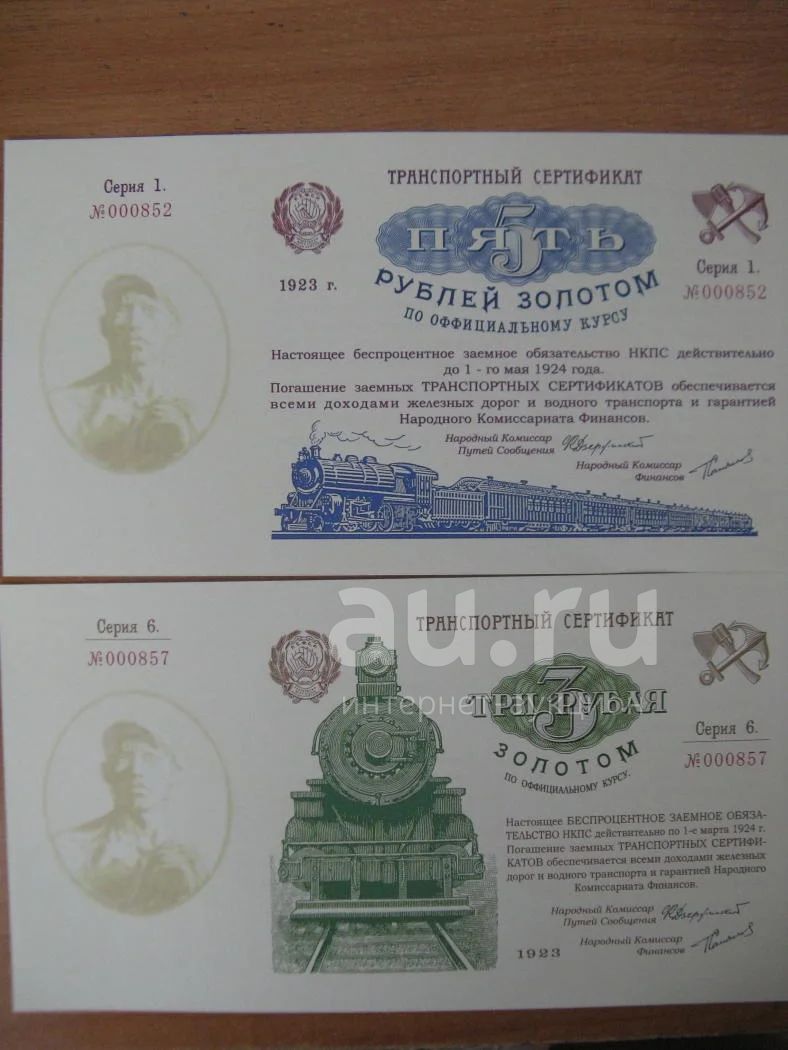 Серия 1.
№000852
ТРАНСПОРТНЫЙ СЕРТИФИКАТ
5
ПЯТЬ
РУБЛЕЙ ЗОЛОТОМ
ПО ОФФИЦИАЛЬНОМУ КУРСУ
1923 г.
Серия 1.
№000852
Настоящее беспроцентное заемное обязательство НКПС действительно
до 1 - го мая 1924 года.
Погашение заемных ТРАНСПОРТНЫХ СЕРТИФИКАТОВ обеспечивается
всеми доходами железных дорог и водного транспорта и гарантией
Народного Комиссариата Финансов.
Народный Комиссар
Путей Сообщения
Народный Комиссар
Финансов
Серия 6.
№000857
ТРАНСПОРТНЫЙ СЕРТИФИКАТ
3
ТРИ РУБЛЯ
ЗОЛОТОМ
ПО ОФФИЦИАЛЬНОМУ КУРСУ.
Серия 6.
№000857
Настоящее БЕСПРОЦЕНТНОЕ ЗАЕМНОЕ ОБЯЗА-
ТЕЛЬСТВО НКПС действительно по 1-е марта 1924 г.
Погашение заемных ТРАНСПОРТНЫХ СЕРТИФИ-
КАТОВ обеспечивается всеми доходами железных
дорог и водного транспорта и гарантией Народного
Комиссариата Финансов.
Народный Комиссар
Путей Сообщения
Народный Комиссар
Финансов
1923
au.ru